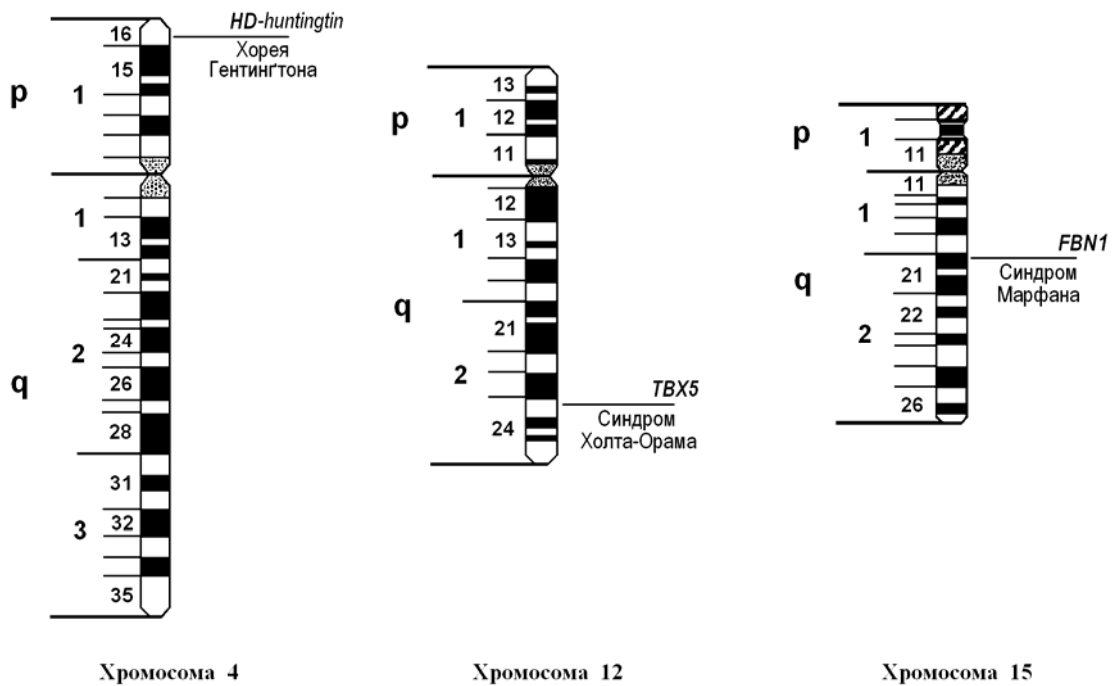 HD-huntingtin
Хорея
Гентинґтона
p
1
16
15
q
1
13
21
2
24
26
28
3
31
32
35
Хромосома 4
p
1
13
12
11
q
1
12
13
2
21
24
TBX5
Синдром
Холта-Орама
Хромосома 12
p
1
11
q
1
11
FBN1
Синдром
Марфана
2
21
22
26
Хромосома 15